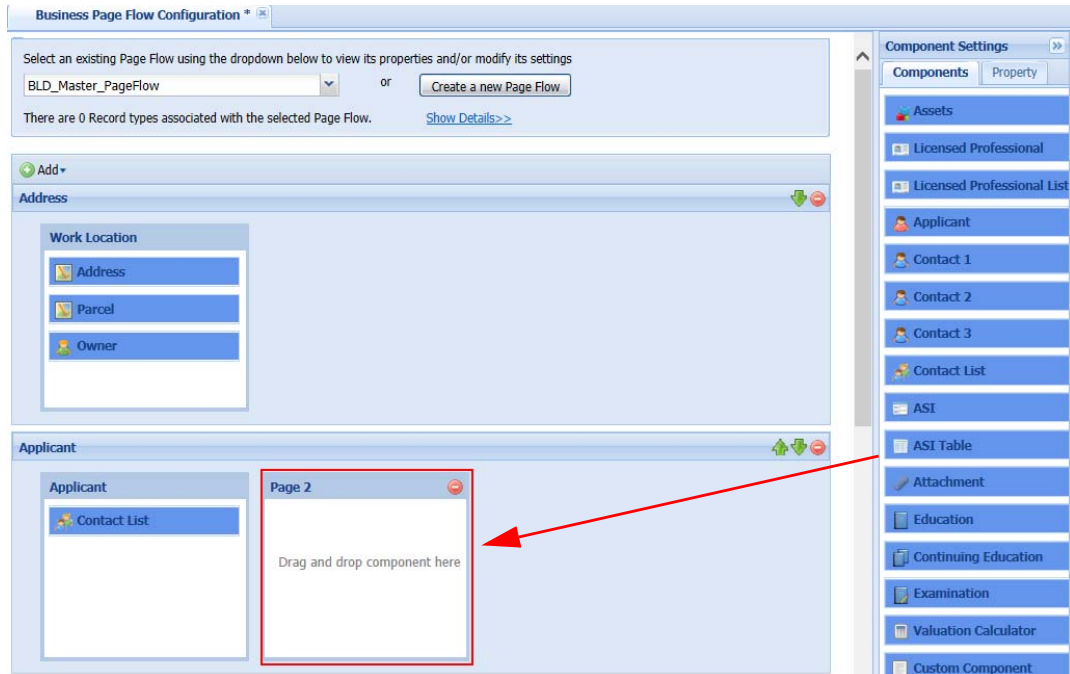 Business Page Flow Configuration *
Select an existing Page Flow using the dropdown below to view its properties and/or modify its settings
BLD_Master_PageFlow
or
Create a new Page Flow
There are 0 Record types associated with the selected Page Flow.
Show Details>>
Add
Address
Work Location
Address
Parcel
Owner
Applicant
Applicant
Contact List
Page 2
Drag and drop component here
Component Settings
Components
Property
Assets
Licensed Professional
Licensed Professional List
Applicant
Contact 1
Contact 2
Contact 3
Contact List
ASI
ASI Table
Attachment
Education
Continuing Education
Examination
Valuation Calculator
Custom Component